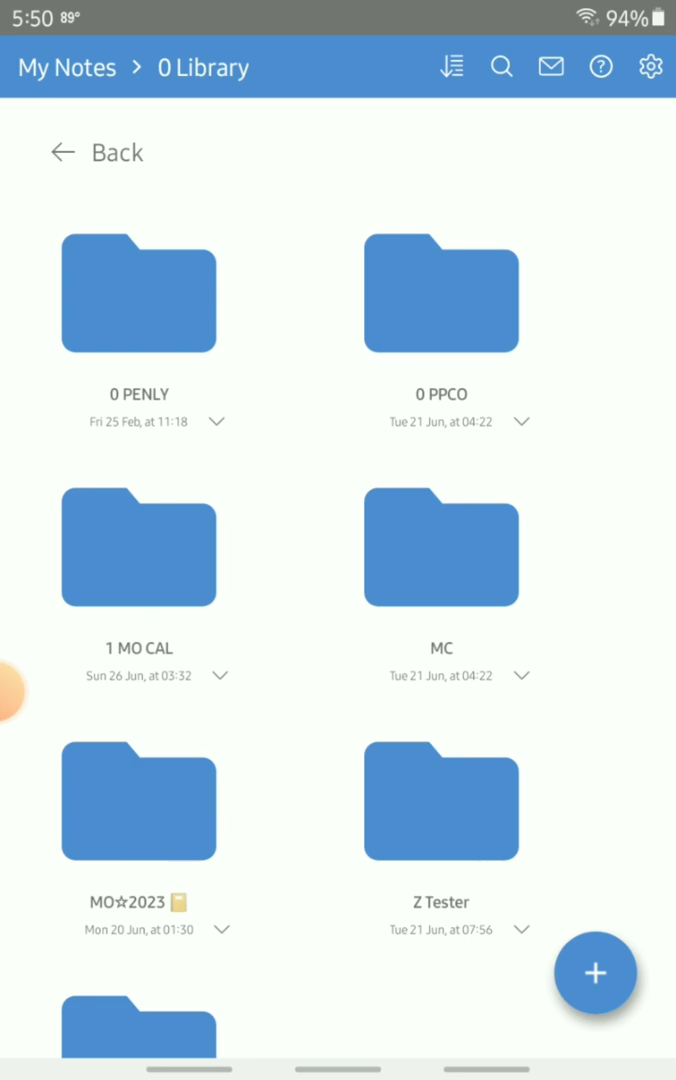 5:50 89° 94%
My Notes > 0 Library
Back
0 PENLY
Fri 25 Feb, at 11:18
0 PPCO
Tue 21 Jun, at 04:22
1 MO CAL
Sun 26 Jun, at 03:32
MC
Tue 21 Jun, at 04:22
MO☆2023 📔
Mon 20 Jun, at 01:30
Z Tester
Tue 21 Jun, at 07:56